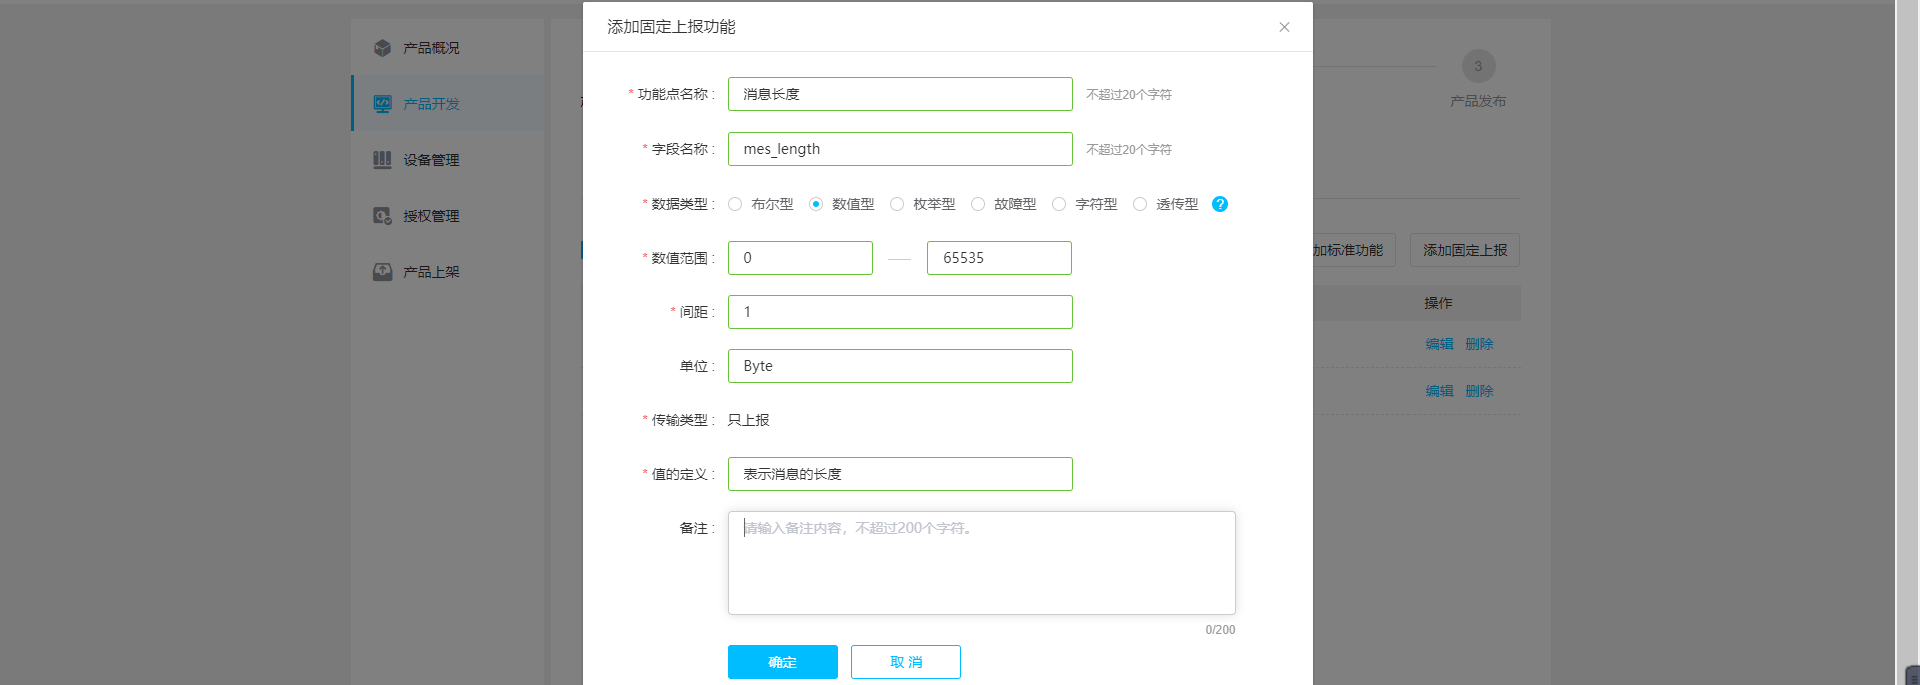 添加固定上报功能
产品概况
产品开发
设备管理
授权管理
产品上架
* 功能点名称 : 消息长度 不超过20个字符
* 字段名称 : mes_length 不超过20个字符
* 数据类型 : 布尔型 数值型 枚举型 故障型 字符型 透传型 ?
* 数值范围 : 0 — 65535
* 间距 : 1
单位 : Byte
* 传输类型 : 只上报
* 值的定义 : 表示消息的长度
备注 : 请输入备注内容，不超过200个字符。
0/200
确定 取 消
3
产品发布
加标准功能 添加固定上报
操作
编辑 删除
编辑 删除